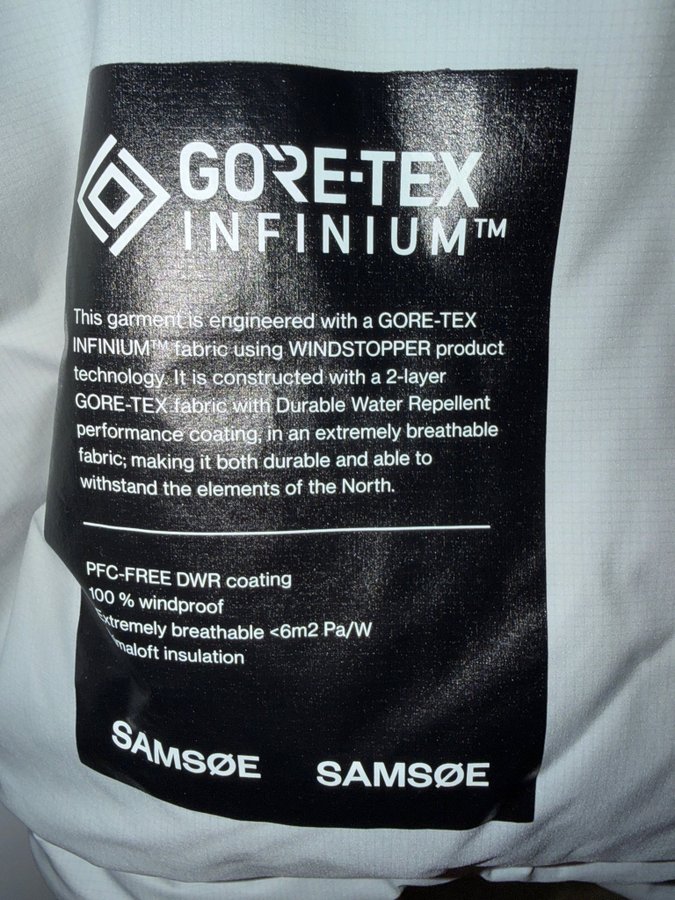 GORE-TEX
INFINIUM™
This garment is engineered with a GORE-TEX
INFINIUM™ fabric using WINDSTOPPER product
technology. It is constructed with a 2-layer
GORE-TEX fabric with Durable Water Repellent
performance coating, in an extremely breathable
fabric; making it both durable and able to
withstand the elements of the North.
PFC-FREE DWR coating
100 % windproof
Extremely breathable <6m2 Pa/W
insulation
SAMSØE SAMSØE